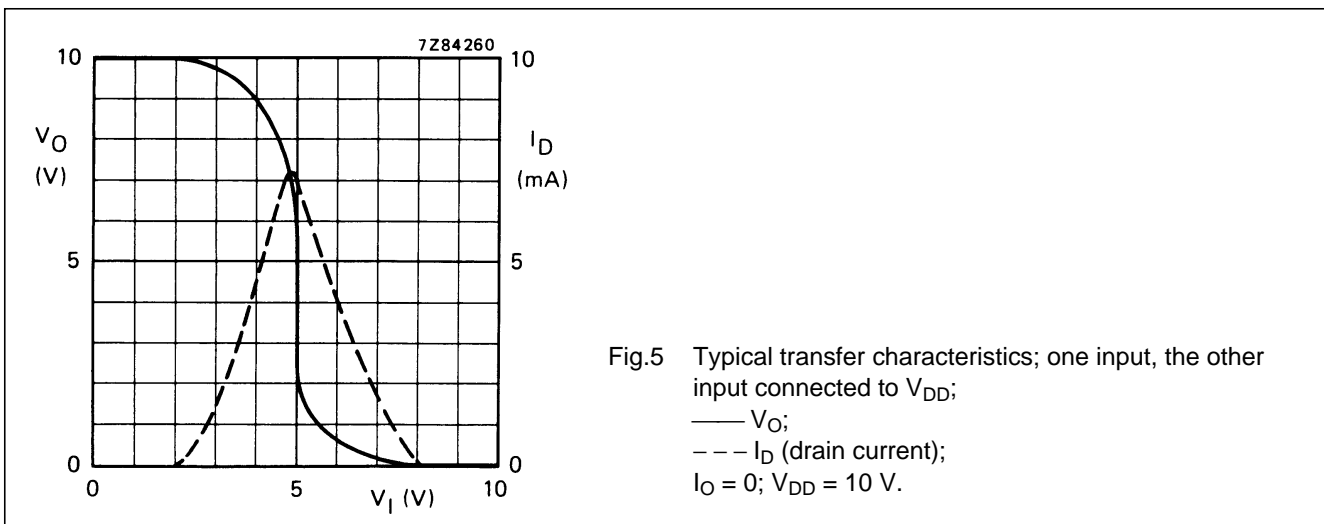 7Z84260
10
10
V_O
(V)
I_D
(mA)
5
5
0
0
0
5
10
V_I (V)
Fig.5 Typical transfer characteristics; one input, the other
input connected to V_DD;
—— V_O;
– – – I_D (drain current);
I_O = 0; V_DD = 10 V.